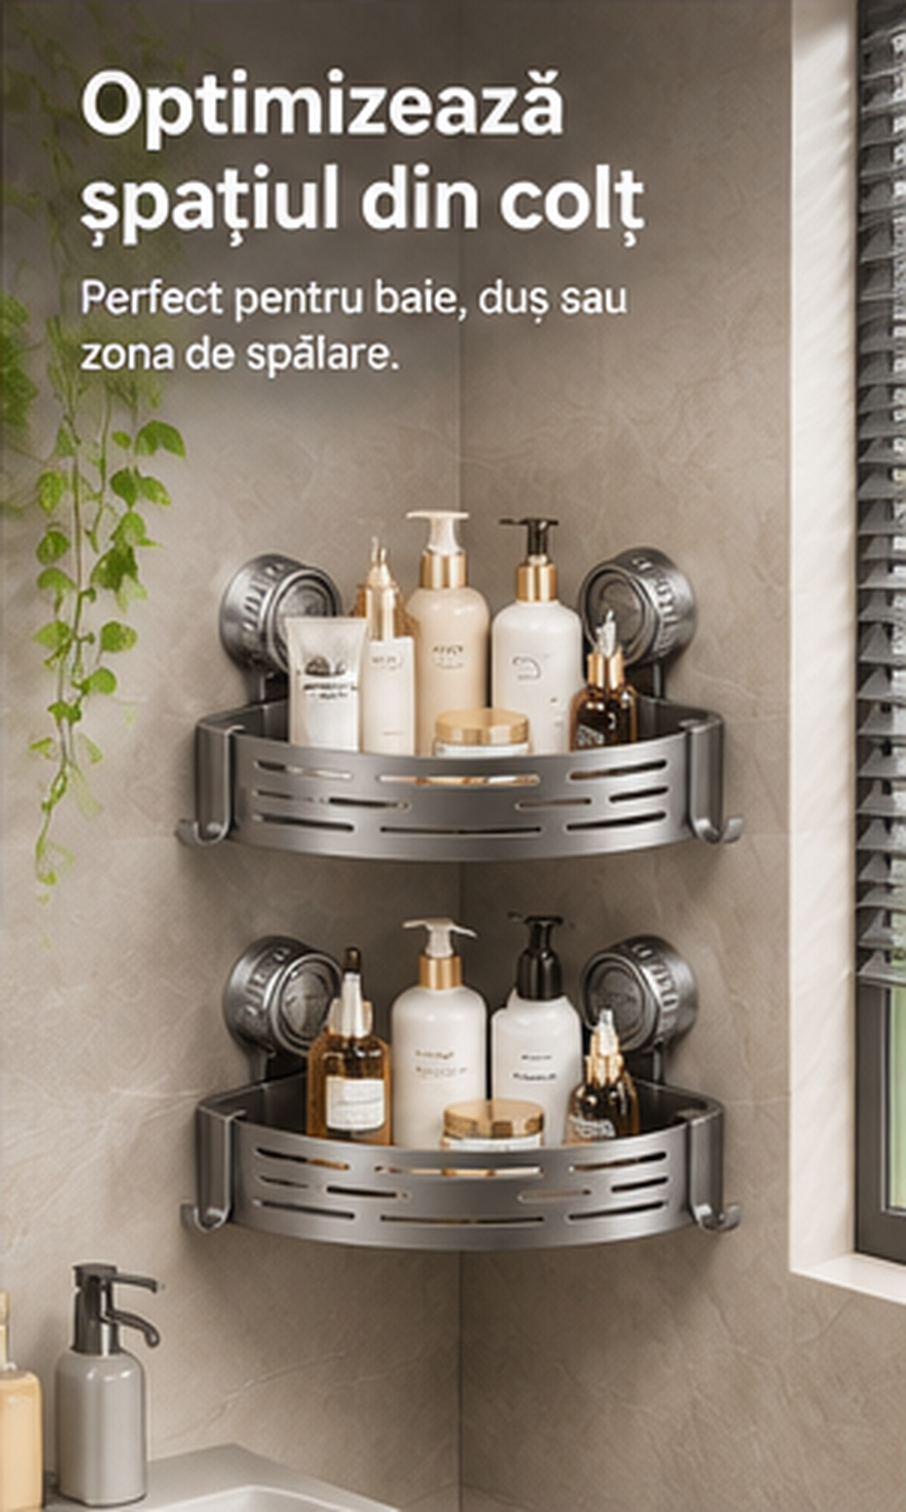 Optimizează
spațiul din colț
Perfect pentru baie, duș sau
zona de spălare.